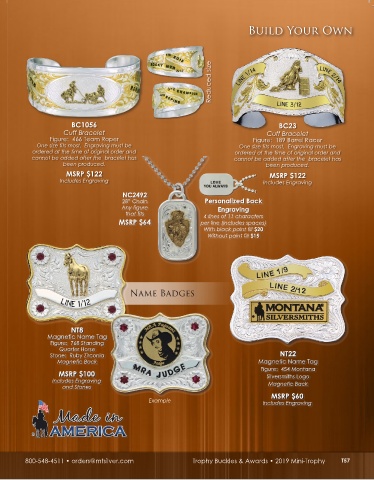 BUILD YOUR OWN
Reduced size
LINE 1/14
LINE 2/14
LINE 3/12
BC1056
Cuff Bracelet
Figure: 466 Team Roper
One size fits most. Engraving must be
ordered at the time of original order and
cannot be added after the bracelet has
been produced.
MSRP $122
Includes Engraving
BC23
Cuff Bracelet
Figure: 189 Barrel Racer
One size fits most. Engraving must be
ordered at the time of original order and
cannot be added after the bracelet has
been produced
MSRP $122
Includes Engraving
LOVE
YOU ALWAYS
NC2492
28" Chain
Any figure
that fits
MSRP $64
Personalized Back
Engraving
4 lines of 11 characters
per line (includes spaces)
With black paint @ $20
Without paint @ $15
NAME BADGES
LINE 1/12
LINE 1/9
LINE 2/12
MONTANA
SILVERSMITHS
NT8
Magnetic Name Tag
Figure: 768 Standing
Quarter Horse
Stones: Ruby Zirconia
Magnetic Back
MSRP $100
Includes Engraving
and Stones
MRA JUDGE
Example
NT22
Magnetic Name Tag
Figure: 454 Montana
Silversmiths Logo
Magnetic Back
MSRP $60
Includes Engraving
Made in
AMERICA
800-548-4511 • orders@mtsilver.com
Trophy Buckles & Awards • 2019 Mini-Trophy T67